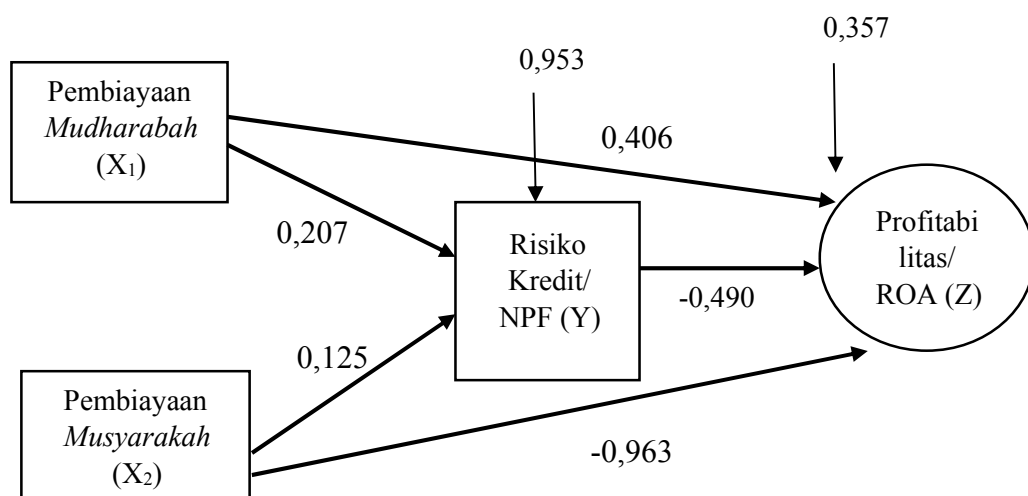 0,357
0,953
Pembiayaan
Mudharabah
(X₁)
0,406
0,207
Risiko
Kredit/
NPF (Y)
Profitabi
litas/
ROA (Z)
-0,490
0,125
Pembiayaan
Musyarakah
(X₂)
-0,963